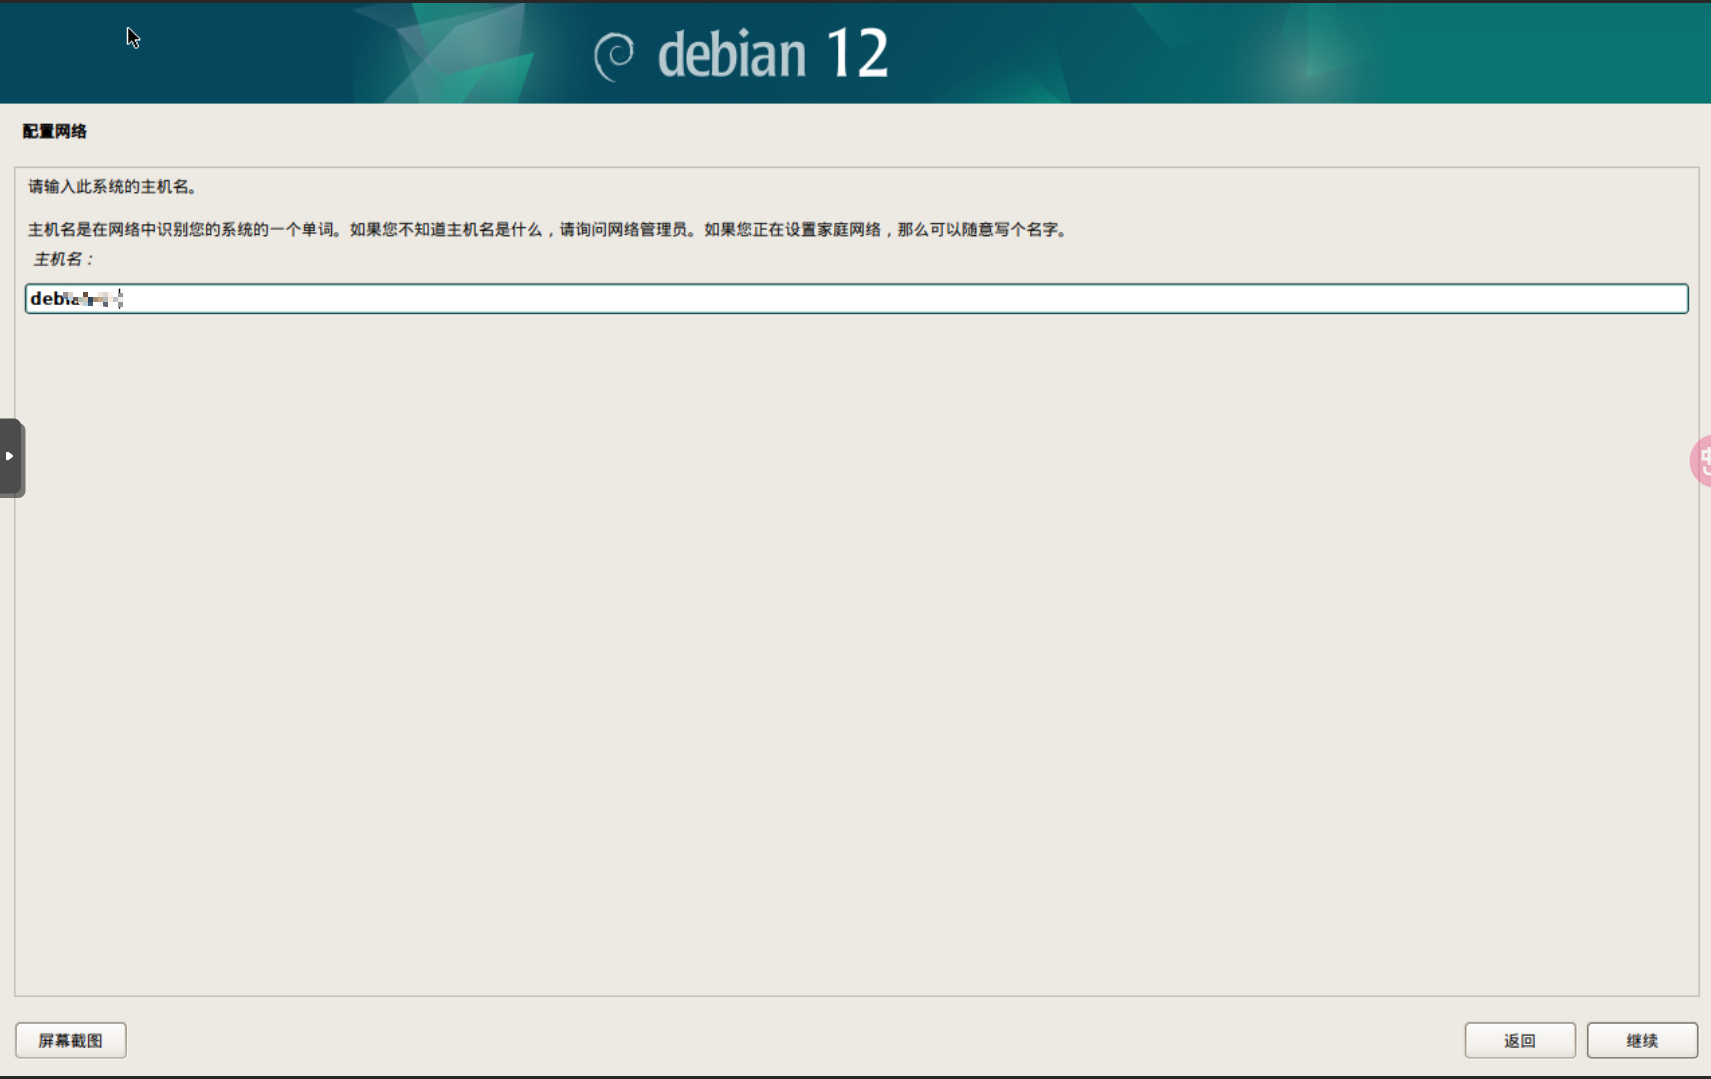 debian 12
配置网络
请输入此系统的主机名。
主机名是在网络中识别您的系统的一个单词。如果您不知道主机名是什么，请询问网络管理员。如果您正在设置家庭网络，那么可以随意写个名字。
主机名：
屏幕截图
返回
继续